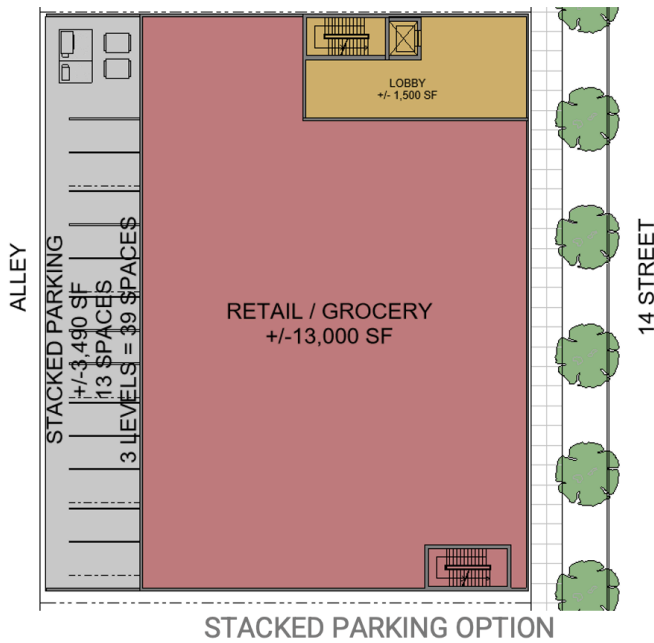 LOBBY
+/- 1,500 SF
ALLEY
STACKED PARKING
+/-3,490 SF
13 SPACES
3 LEVELS = 39 SPACES
RETAIL / GROCERY
+/-13,000 SF
14 STREET
STACKED PARKING OPTION